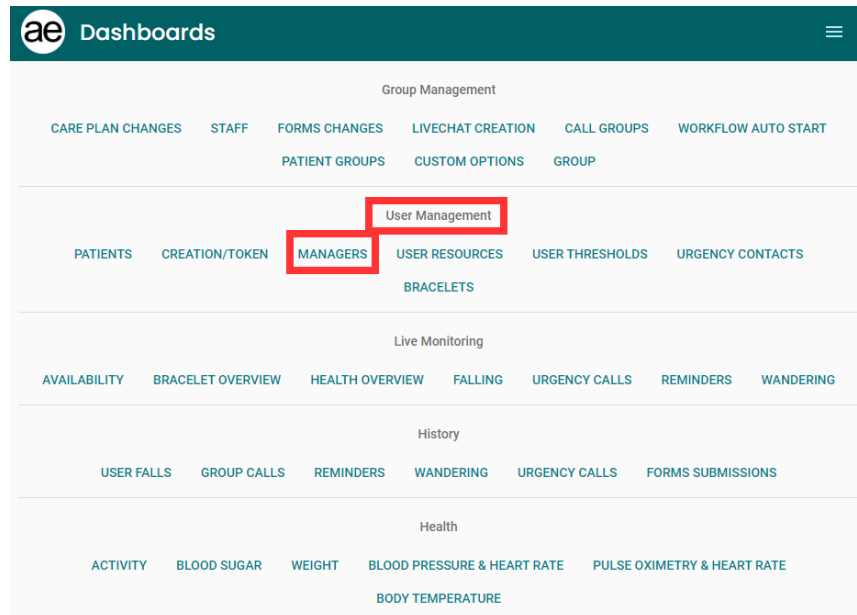 ae Dashboards
Group Management
CARE PLAN CHANGES STAFF FORMS CHANGES LIVECHAT CREATION CALL GROUPS WORKFLOW AUTO START
PATIENT GROUPS CUSTOM OPTIONS GROUP
User Management
PATIENTS CREATION/TOKEN MANAGERS USER RESOURCES USER THRESHOLDS URGENCY CONTACTS
BRACELETS
Live Monitoring
AVAILABILITY BRACELET OVERVIEW HEALTH OVERVIEW FALLING URGENCY CALLS REMINDERS WANDERING
History
USER FALLS GROUP CALLS REMINDERS WANDERING URGENCY CALLS FORMS SUBMISSIONS
Health
ACTIVITY BLOOD SUGAR WEIGHT BLOOD PRESSURE & HEART RATE PULSE OXIMETRY & HEART RATE
BODY TEMPERATURE